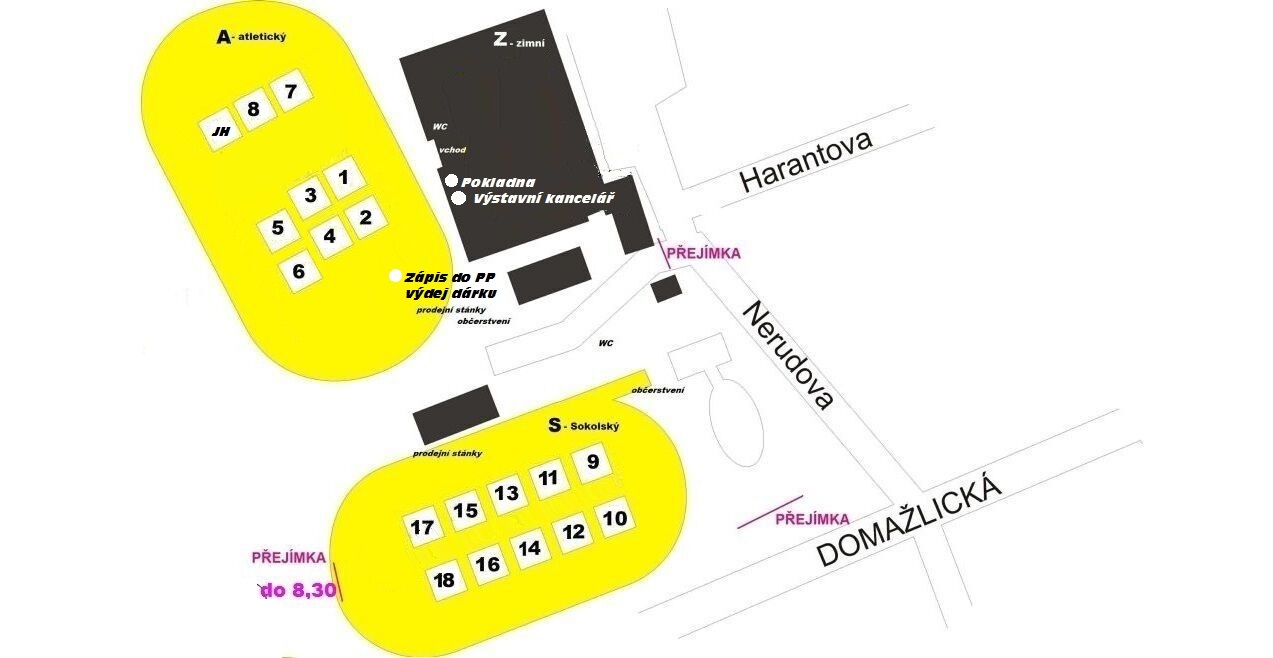 A - atletický
Z - zimní
7
8
JH
WC
vchod
Pokladna
Výstavní kancelář
Harantova
1
3
2
5
4
6
PŘEJÍMKA
Zápis do PP
výdej dárku
prodejní stánky
občerstvení
WC
Nerudova
občerstvení
S - Sokolský
prodejní stánky
9
11
13
15
17
10
12
14
16
18
PŘEJÍMKA
DOMAŽLICKÁ
PŘEJÍMKA
do 8,30